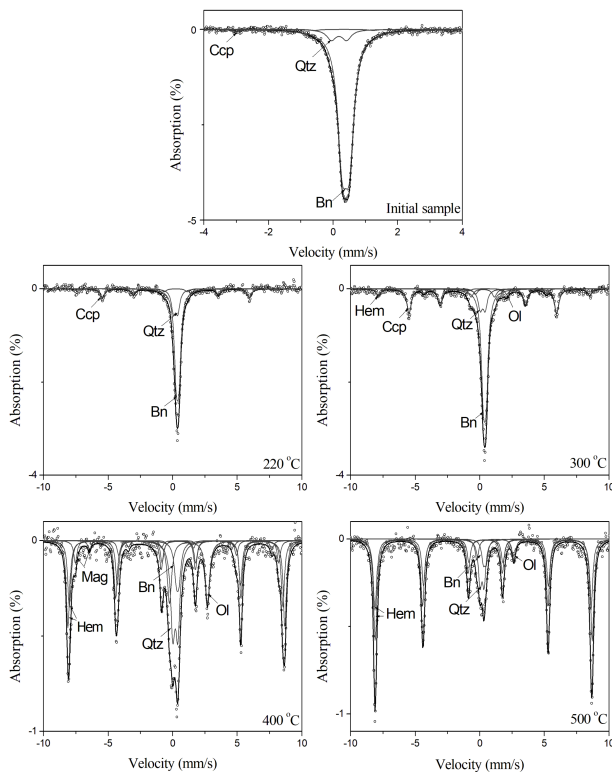 Ccp
Qtz
Bn
Initial sample
0
-5
-4
-2
0
2
4
Absorption (%)
Velocity (mm/s)
Ccp
Qtz
Bn
220 °C
0
-2
-4
-10
-5
0
5
10
Absorption (%)
Velocity (mm/s)
Hem
Ccp
Qtz
Ol
Bn
300 °C
0
-4
-10
-5
0
5
10
Absorption (%)
Velocity (mm/s)
Mag
Hem
Bn
Qtz
Ol
400 °C
0
-1
-10
-5
0
5
10
Absorption (%)
Velocity (mm/s)
Hem
Bn
Qtz
Ol
500 °C
0
-1
-10
-5
0
5
10
Absorption (%)
Velocity (mm/s)